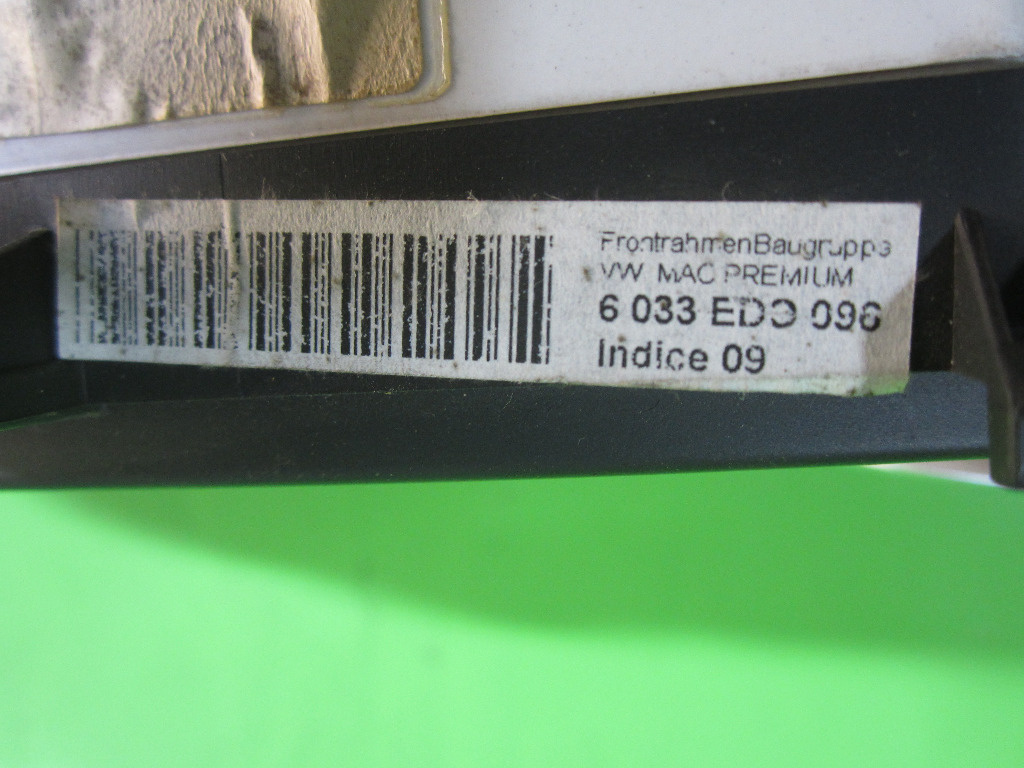 FrontrahmenBaugruppe
VW MAC PREMIUM
6 033 ED3 096
Indice 09